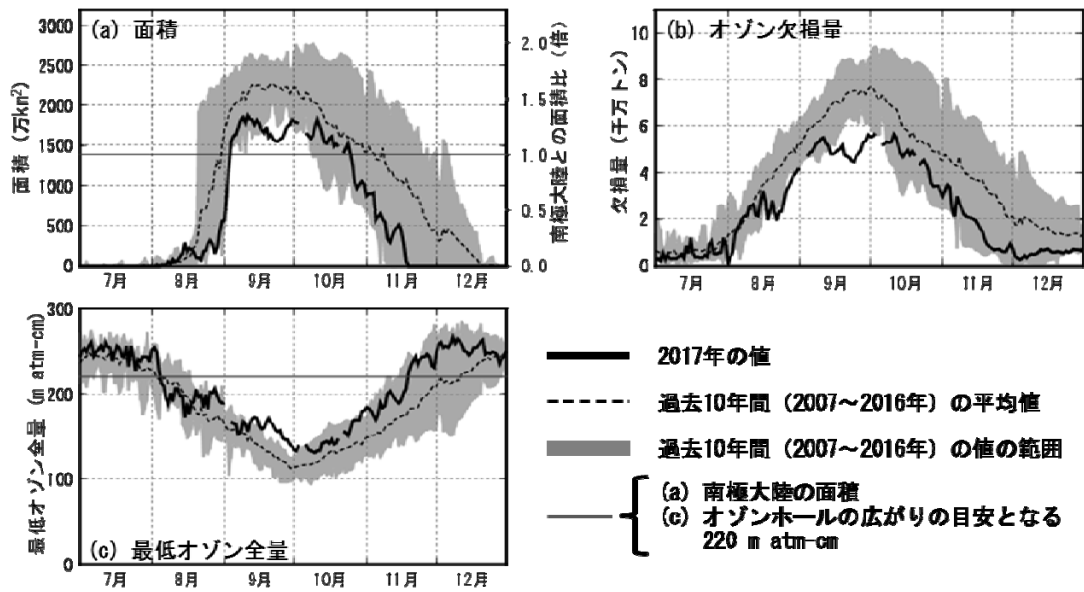 (a) 面積
面積 (万km²)
3000
2500
2000
1500
1000
500
0
7月 8月 9月 10月 11月 12月
2.0
1.5
1.0
0.5
0.0
南極大陸との面積比 (倍)
(b) オゾン欠損量
欠損量 (千万トン)
10
8
6
4
2
0
7月 8月 9月 10月 11月 12月
最低オゾン全量 (m atm-cm)
300
200
100
0
(c) 最低オゾン全量
7月 8月 9月 10月 11月 12月
2017年の値
過去10年間 (2007～2016年) の平均値
過去10年間 (2007～2016年) の値の範囲
(a) 南極大陸の面積
(c) オゾンホールの広がりの目安となる
220 m atm-cm